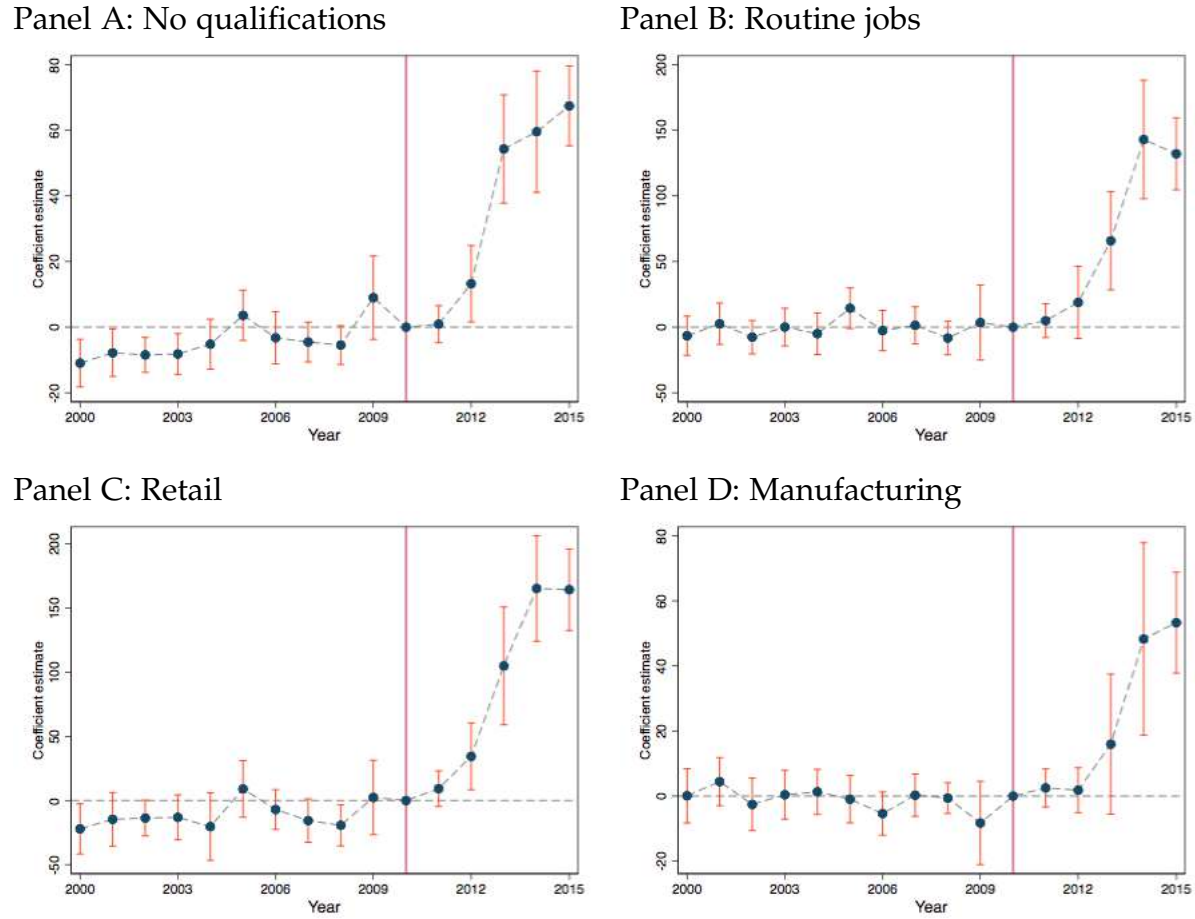 Panel A: No qualifications
80
60
40
20
0
-20
Coefficient estimate
2000 2003 2006 2009 2012 2015
Year
Panel B: Routine jobs
200
150
100
50
0
-50
Coefficient estimate
2000 2003 2006 2009 2012 2015
Year
Panel C: Retail
200
150
100
50
0
-50
Coefficient estimate
2000 2003 2006 2009 2012 2015
Year
Panel D: Manufacturing
80
60
40
20
0
-20
Coefficient estimate
2000 2003 2006 2009 2012 2015
Year